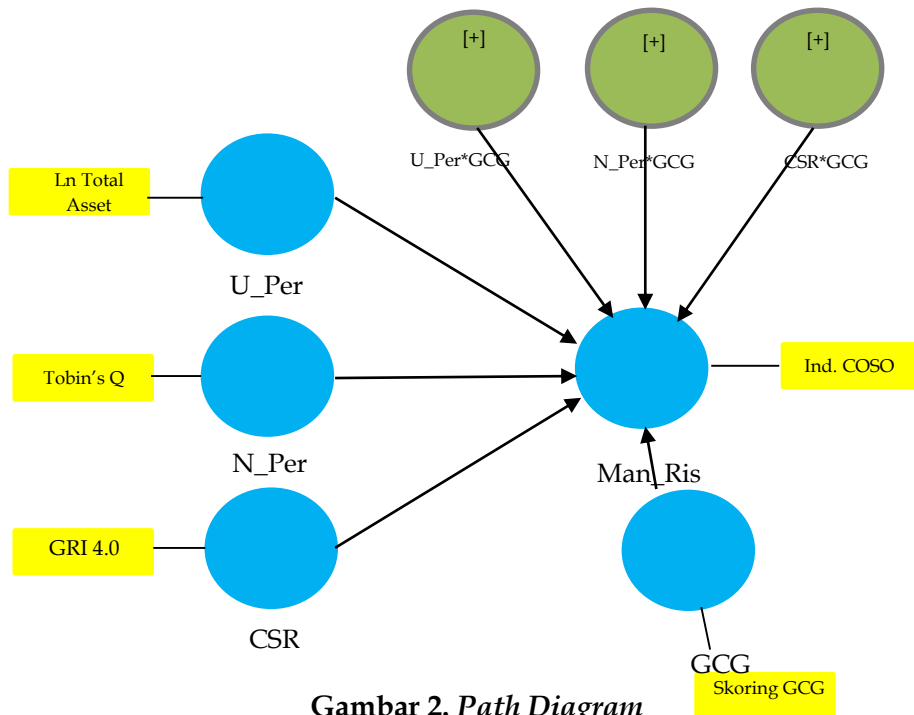 [+]
[+]
[+]
U_Per*GCG
N_Per*GCG
CSR*GCG
Ln Total
Asset
U_Per
Tobin's Q
N_Per
Ind. COSO
Man_Ris
GRI 4.0
CSR
GCG
Skoring GCG
Gambar 2. Path Diagram